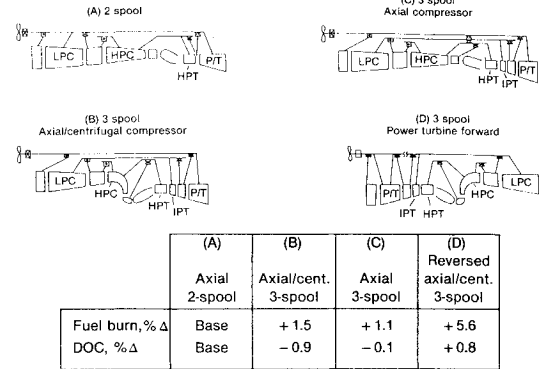 (A) 2 spool
LPC
HPC
HPT
P/T
(C) 3 spool
Axial compressor
LPC
HPC
HPT
IPT
P/T
(B) 3 spool
Axial/centrifugal compressor
LPC
HPC
HPT
IPT
P/T
(D) 3 spool
Power turbine forward
P/T
IPT
HPT
HPC
LPC
(A)
Axial
2-spool
(B)
Axial/cent.
3-spool
(C)
Axial
3-spool
(D)
Reversed
axial/cent.
3-spool
Fuel burn, % Δ Base + 1.5 + 1.1 + 5.6
DOC, % Δ Base − 0.9 − 0.1 + 0.8